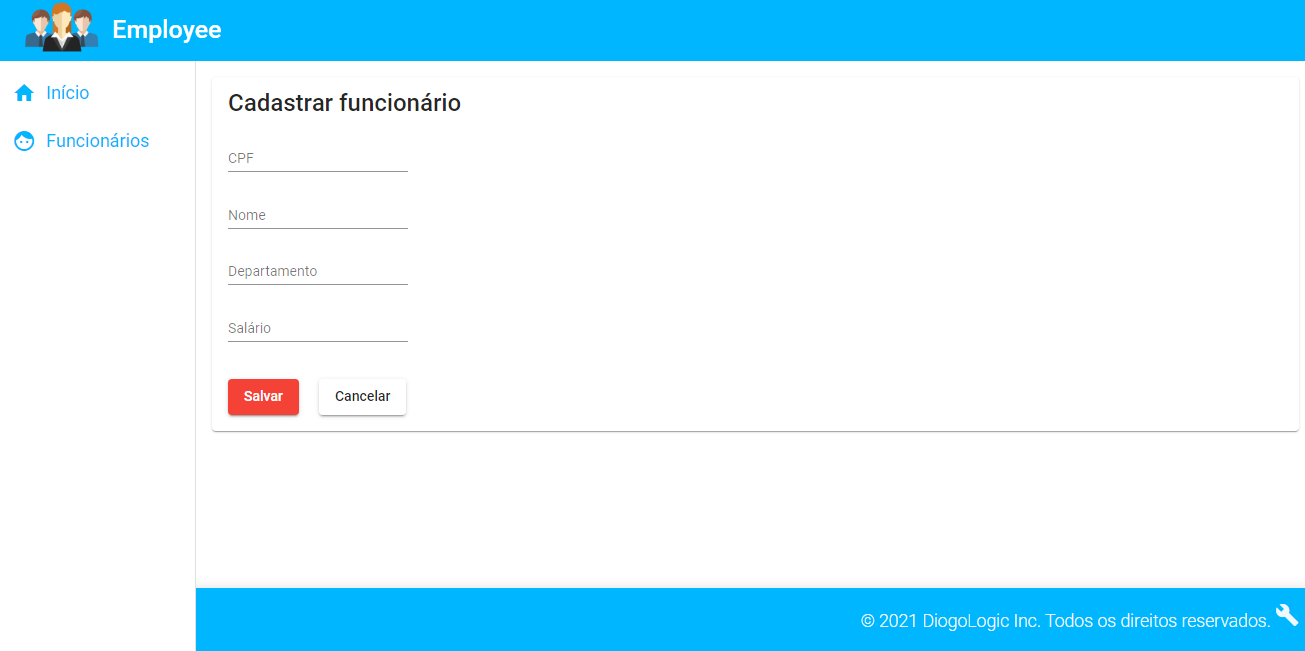 Employee
Início
Funcionários
Cadastrar funcionário
CPF
Nome
Departamento
Salário
Salvar
Cancelar
© 2021 DiogoLogic Inc. Todos os direitos reservados.